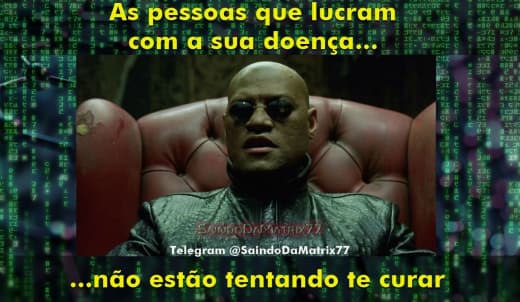 As pessoas que lucram
com a sua doença...
SAINDODAMATRIX77
Telegram @SaindoDaMatrix77
...não estão tentando te curar